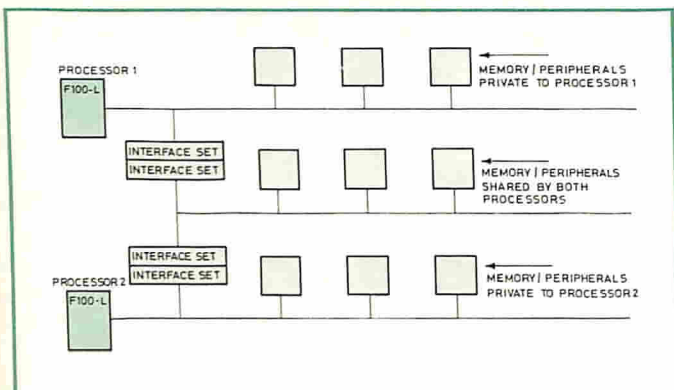 PROCESSOR 1
F100-L
MEMORY / PERIPHERALS
PRIVATE TO PROCESSOR 1
INTERFACE SET
INTERFACE SET
MEMORY / PERIPHERALS
SHARED BY BOTH
PROCESSORS
INTERFACE SET
INTERFACE SET
PROCESSOR 2
F100-L
MEMORY / PERIPHERALS
PRIVATE TO PROCESSOR 2